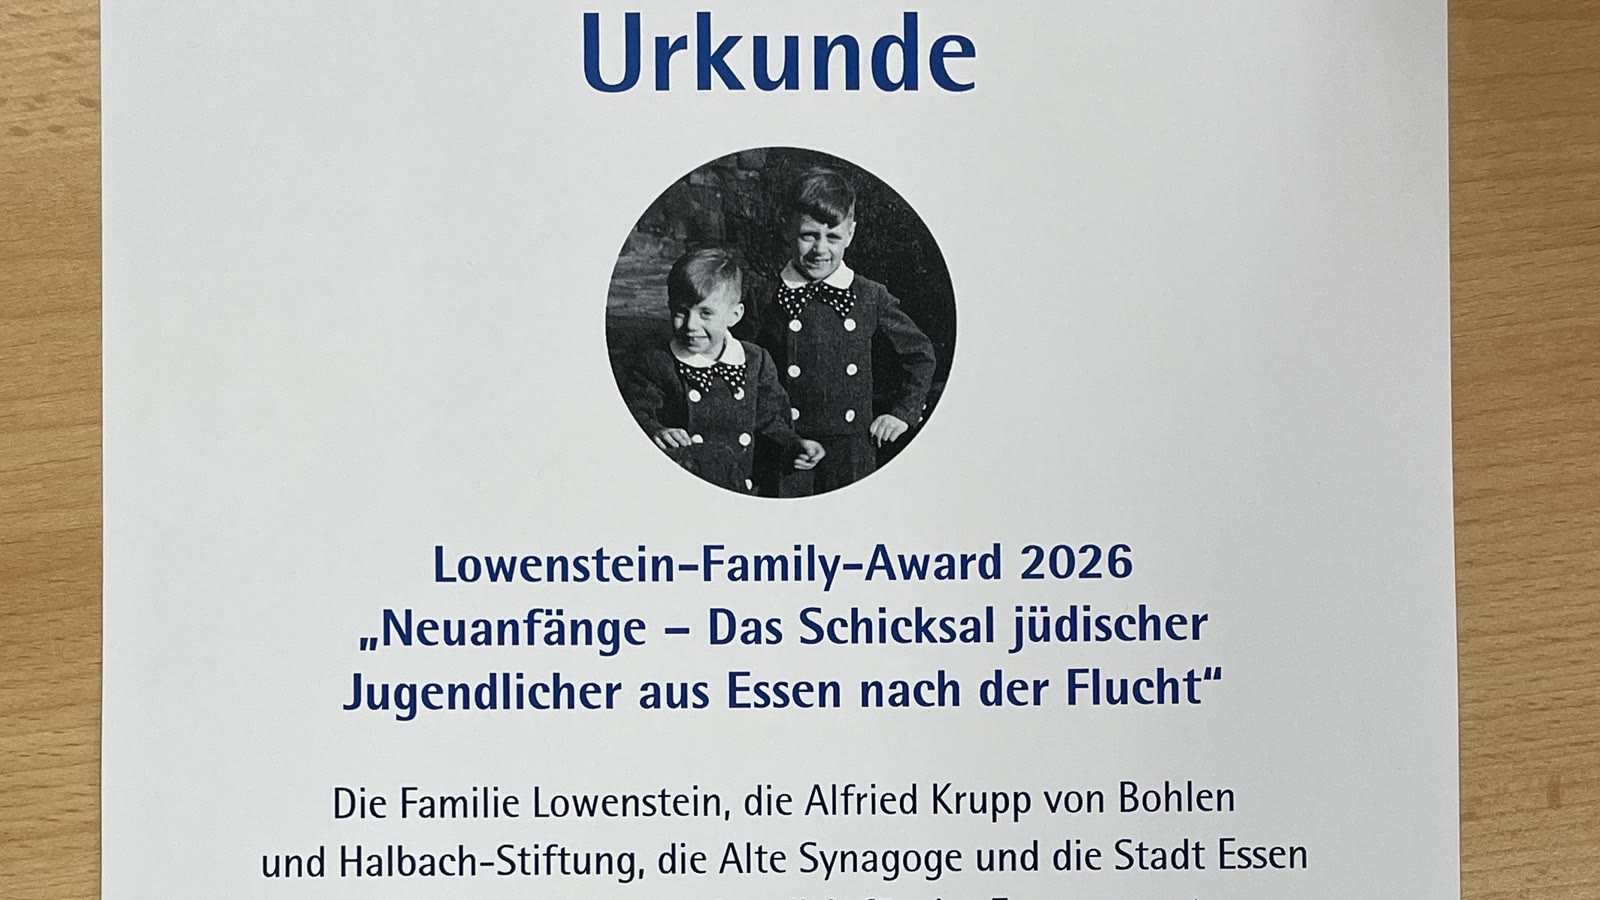 Urkunde
Lowenstein-Family-Award 2026
„Neuanfänge – Das Schicksal jüdischer
Jugendlicher aus Essen nach der Flucht“
Die Familie Lowenstein, die Alfried Krupp von Bohlen
und Halbach-Stiftung, die Alte Synagoge und die Stadt Essen